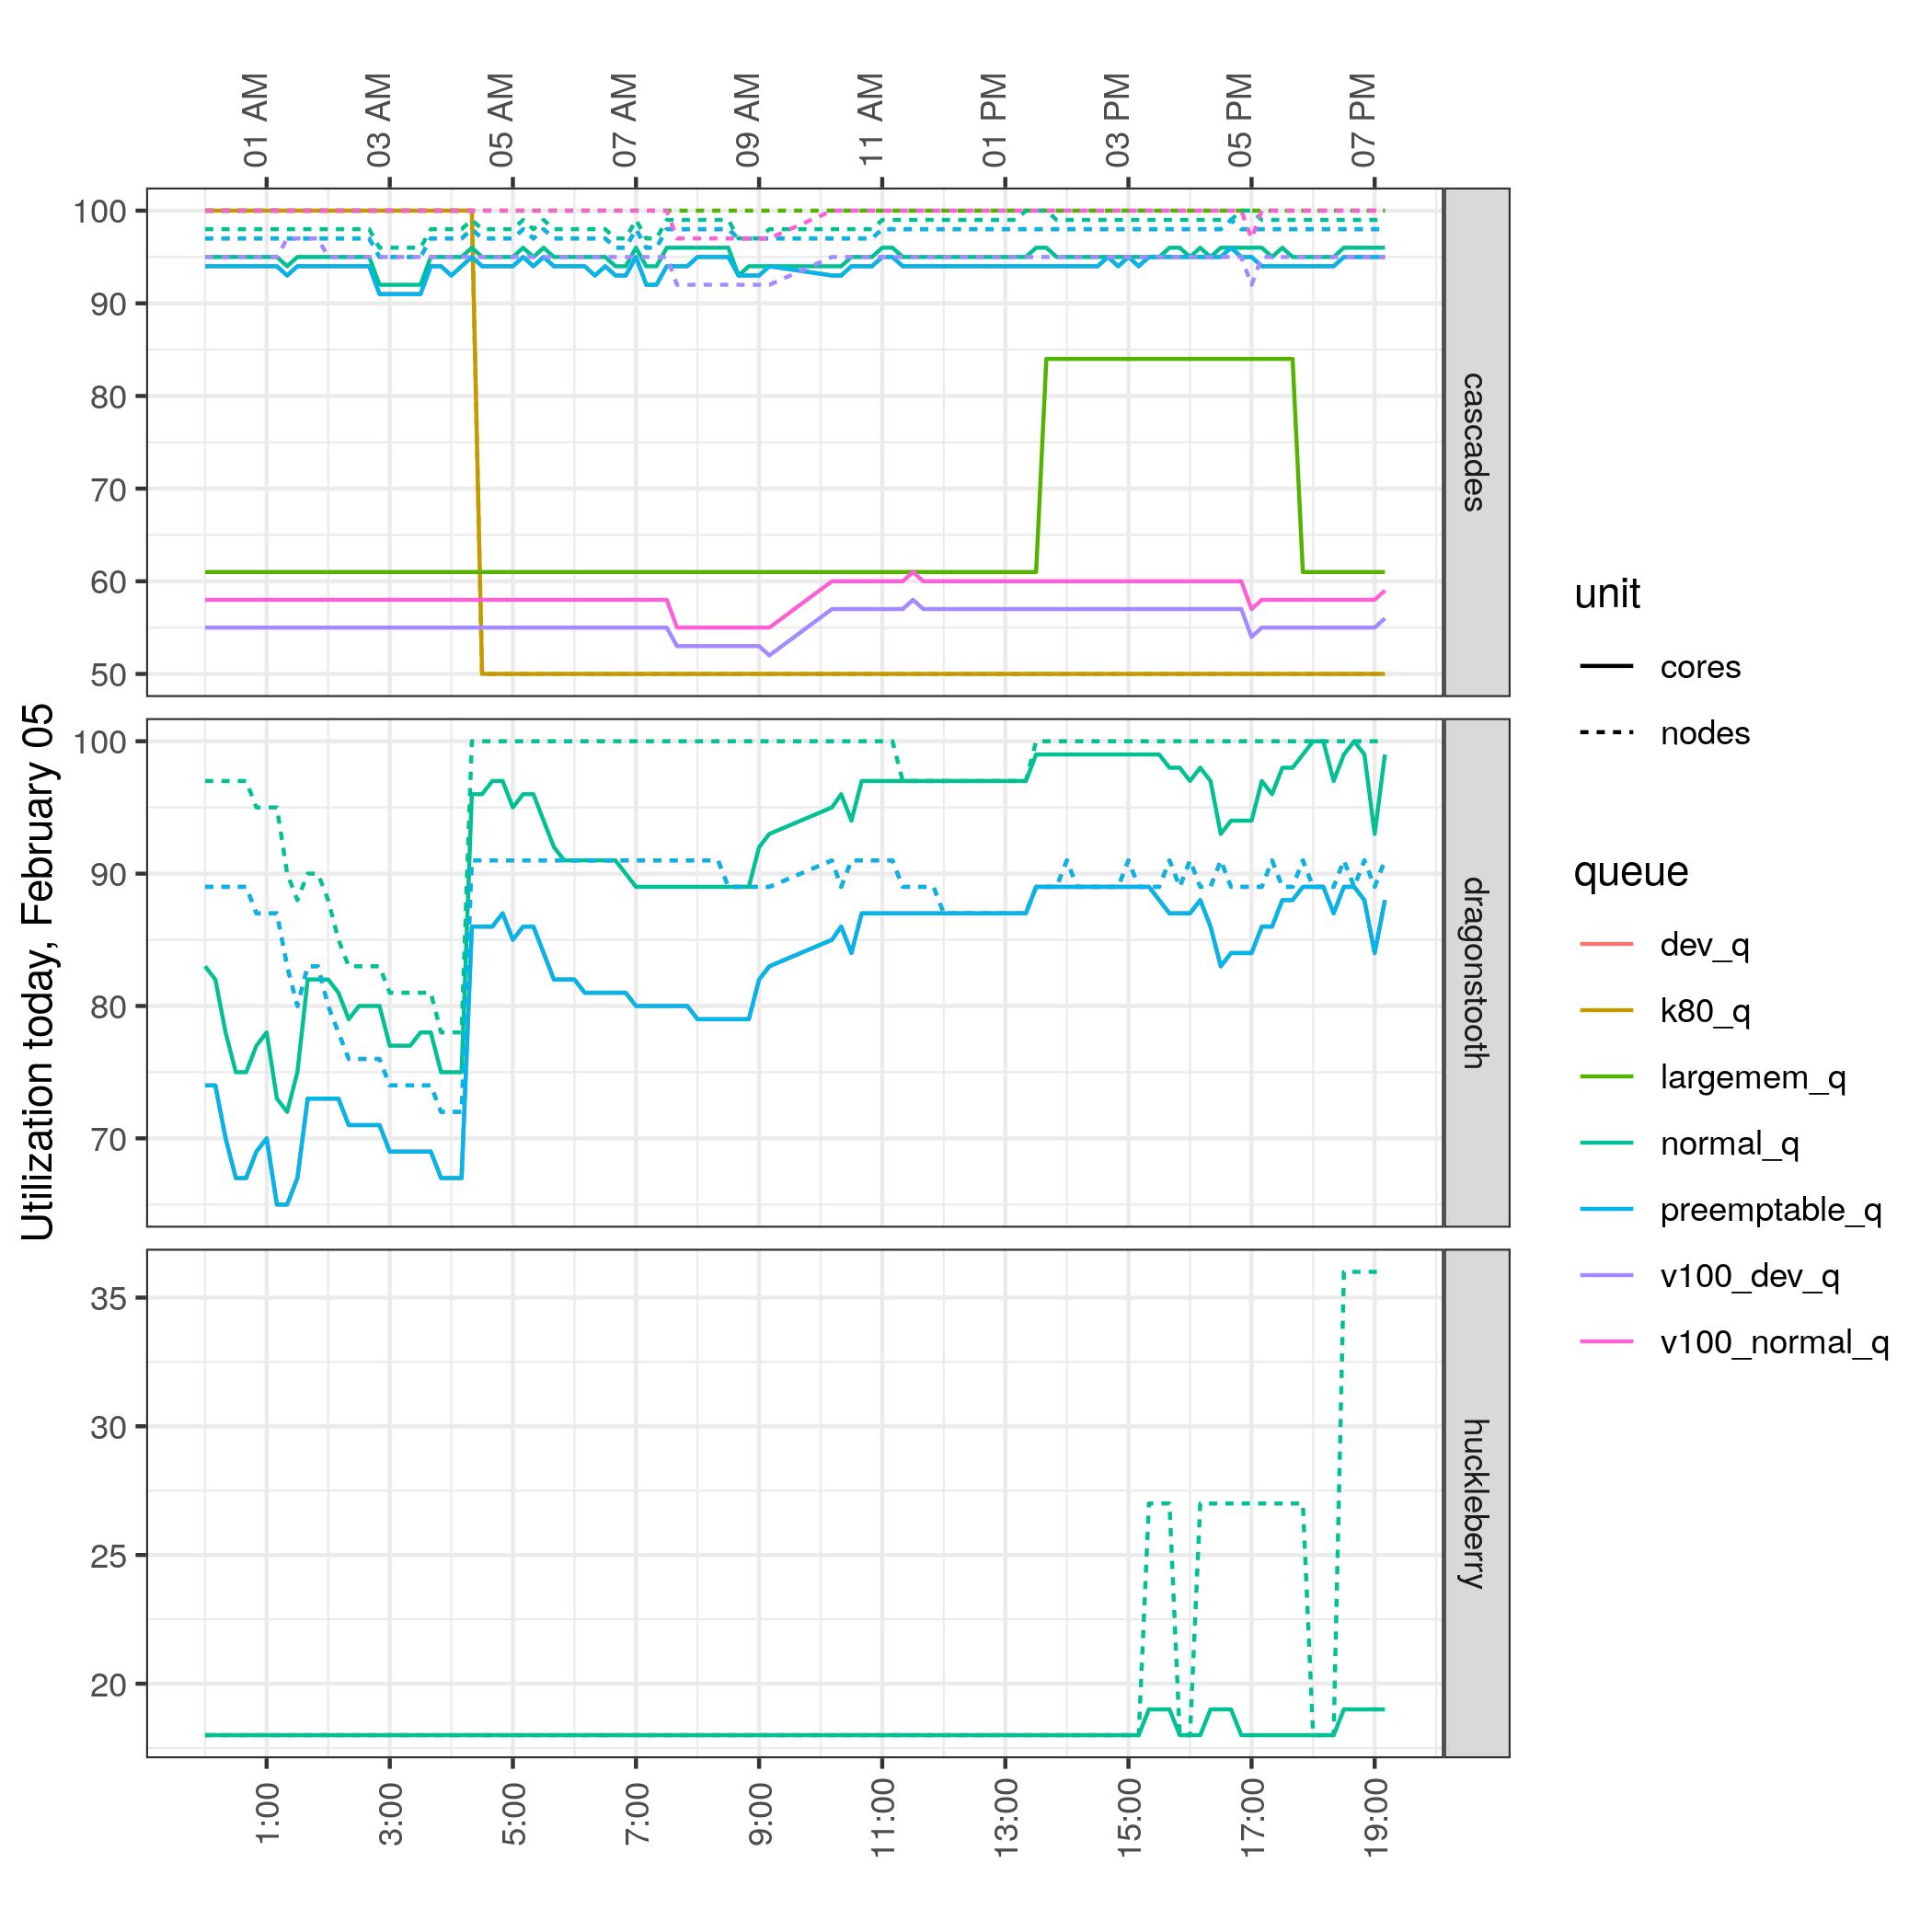 01 AM
03 AM
05 AM
07 AM
09 AM
11 AM
01 PM
03 PM
05 PM
07 PM
Utilization today, February 05
100
90
80
70
60
50
cascades
100
90
80
70
dragonstooth
35
30
25
20
huckleberry
1:00
3:00
5:00
7:00
9:00
11:00
13:00
15:00
17:00
19:00
unit
cores
nodes
queue
dev_q
k80_q
largemem_q
normal_q
preemptable_q
v100_dev_q
v100_normal_q